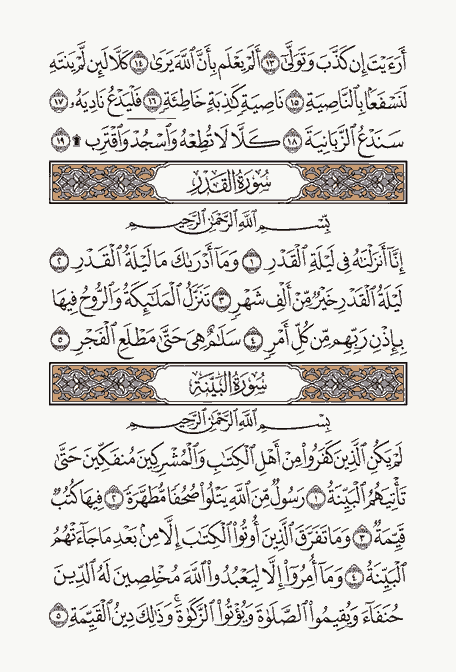 أَرَءَيْتَ إِن كَذَّبَ وَتَوَلَّىٰٓ ١٣ أَلَمْ يَعْلَم بِأَنَّ ٱللَّهَ يَرَىٰ ١٤ كَلَّا لَئِن لَّمْ يَنتَهِ
لَنَسْفَعًۢا بِٱلنَّاصِيَةِ ١٥ نَاصِيَةٍ كَٰذِبَةٍ خَاطِئَةٍ ١٦ فَلْيَدْعُ نَادِيَهُۥ ١٧
سَنَدْعُ ٱلزَّبَانِيَةَ ١٨ كَلَّا لَا تُطِعْهُ وَٱسْجُدْ وَٱقْتَرِب ۩ ١٩
سُورَةُ القَدْرِ
بِسْمِ ٱللَّهِ ٱلرَّحْمَٰنِ ٱلرَّحِيمِ
إِنَّآ أَنزَلْنَٰهُ فِى لَيْلَةِ ٱلْقَدْرِ ١ وَمَآ أَدْرَىٰكَ مَا لَيْلَةُ ٱلْقَدْرِ ٢
لَيْلَةُ ٱلْقَدْرِ خَيْرٌ مِّنْ أَلْفِ شَهْرٍ ٣ تَنَزَّلُ ٱلْمَلَٰٓئِكَةُ وَٱلرُّوحُ فِيهَا
بِإِذْنِ رَبِّهِم مِّن كُلِّ أَمْرٍ ٤ سَلَٰمٌ هِىَ حَتَّىٰ مَطْلَعِ ٱلْفَجْرِ ٥
سُورَةُ البَيِّنَةِ
بِسْمِ ٱللَّهِ ٱلرَّحْمَٰنِ ٱلرَّحِيمِ
لَمْ يَكُنِ ٱلَّذِينَ كَفَرُوا۟ مِنْ أَهْلِ ٱلْكِتَٰبِ وَٱلْمُشْرِكِينَ مُنفَكِّينَ حَتَّىٰ
تَأْتِيَهُمُ ٱلْبَيِّنَةُ ١ رَسُولٌ مِّنَ ٱللَّهِ يَتْلُوا۟ صُحُفًا مُّطَهَّرَةً ٢ فِيهَا كُتُبٌ
قَيِّمَةٌ ٣ وَمَا تَفَرَّقَ ٱلَّذِينَ أُوتُوا۟ ٱلْكِتَٰبَ إِلَّا مِنۢ بَعْدِ مَا جَآءَتْهُمُ
ٱلْبَيِّنَةُ ٤ وَمَآ أُمِرُوٓا۟ إِلَّا لِيَعْبُدُوا۟ ٱللَّهَ مُخْلِصِينَ لَهُ ٱلدِّينَ
حُنَفَآءَ وَيُقِيمُوا۟ ٱلصَّلَوٰةَ وَيُؤْتُوا۟ ٱلزَّكَوٰةَ ۚ وَذَٰلِكَ دِينُ ٱلْقَيِّمَةِ ٥